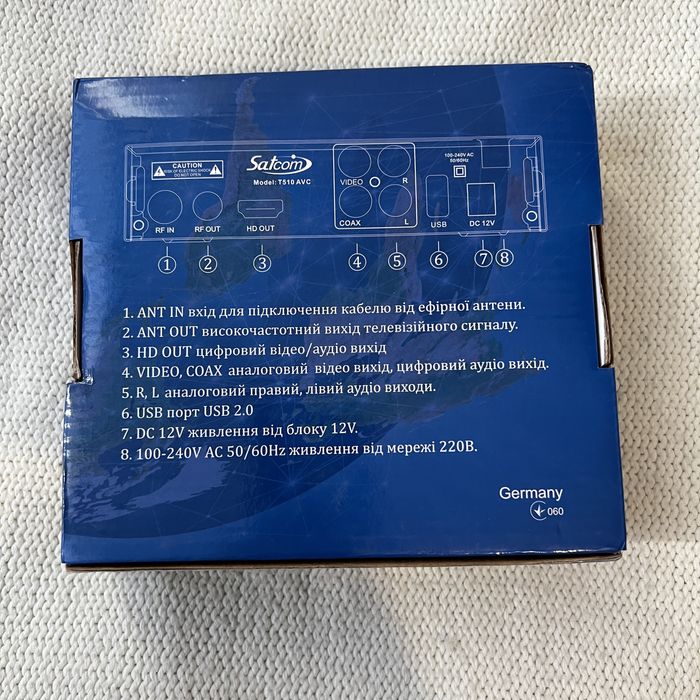 CAUTION
RISK OF ELECTRIC SHOCK
DO NOT OPEN
Satcom
Model: T510 AVC
VIDEO
R
100-240V AC
50/60Hz
RF IN
RF OUT
HD OUT
COAX
L
USB
DC 12V
1 2 3 4 5 6 7 8
1. ANT IN вхід для підключення кабелю від ефірної антени.
2. ANT OUT високочастотний вихід телевізійного сигналу.
3. HD OUT цифровий відео/аудіо вихід
4. VIDEO, COAX аналоговий відео вихід, цифровий аудіо вихід.
5. R, L аналоговий правий, лівий аудіо виходи.
6. USB порт USB 2.0
7. DC 12V живлення від блоку 12V.
8. 100-240V AC 50/60Hz живлення від мережі 220В.
Germany
060